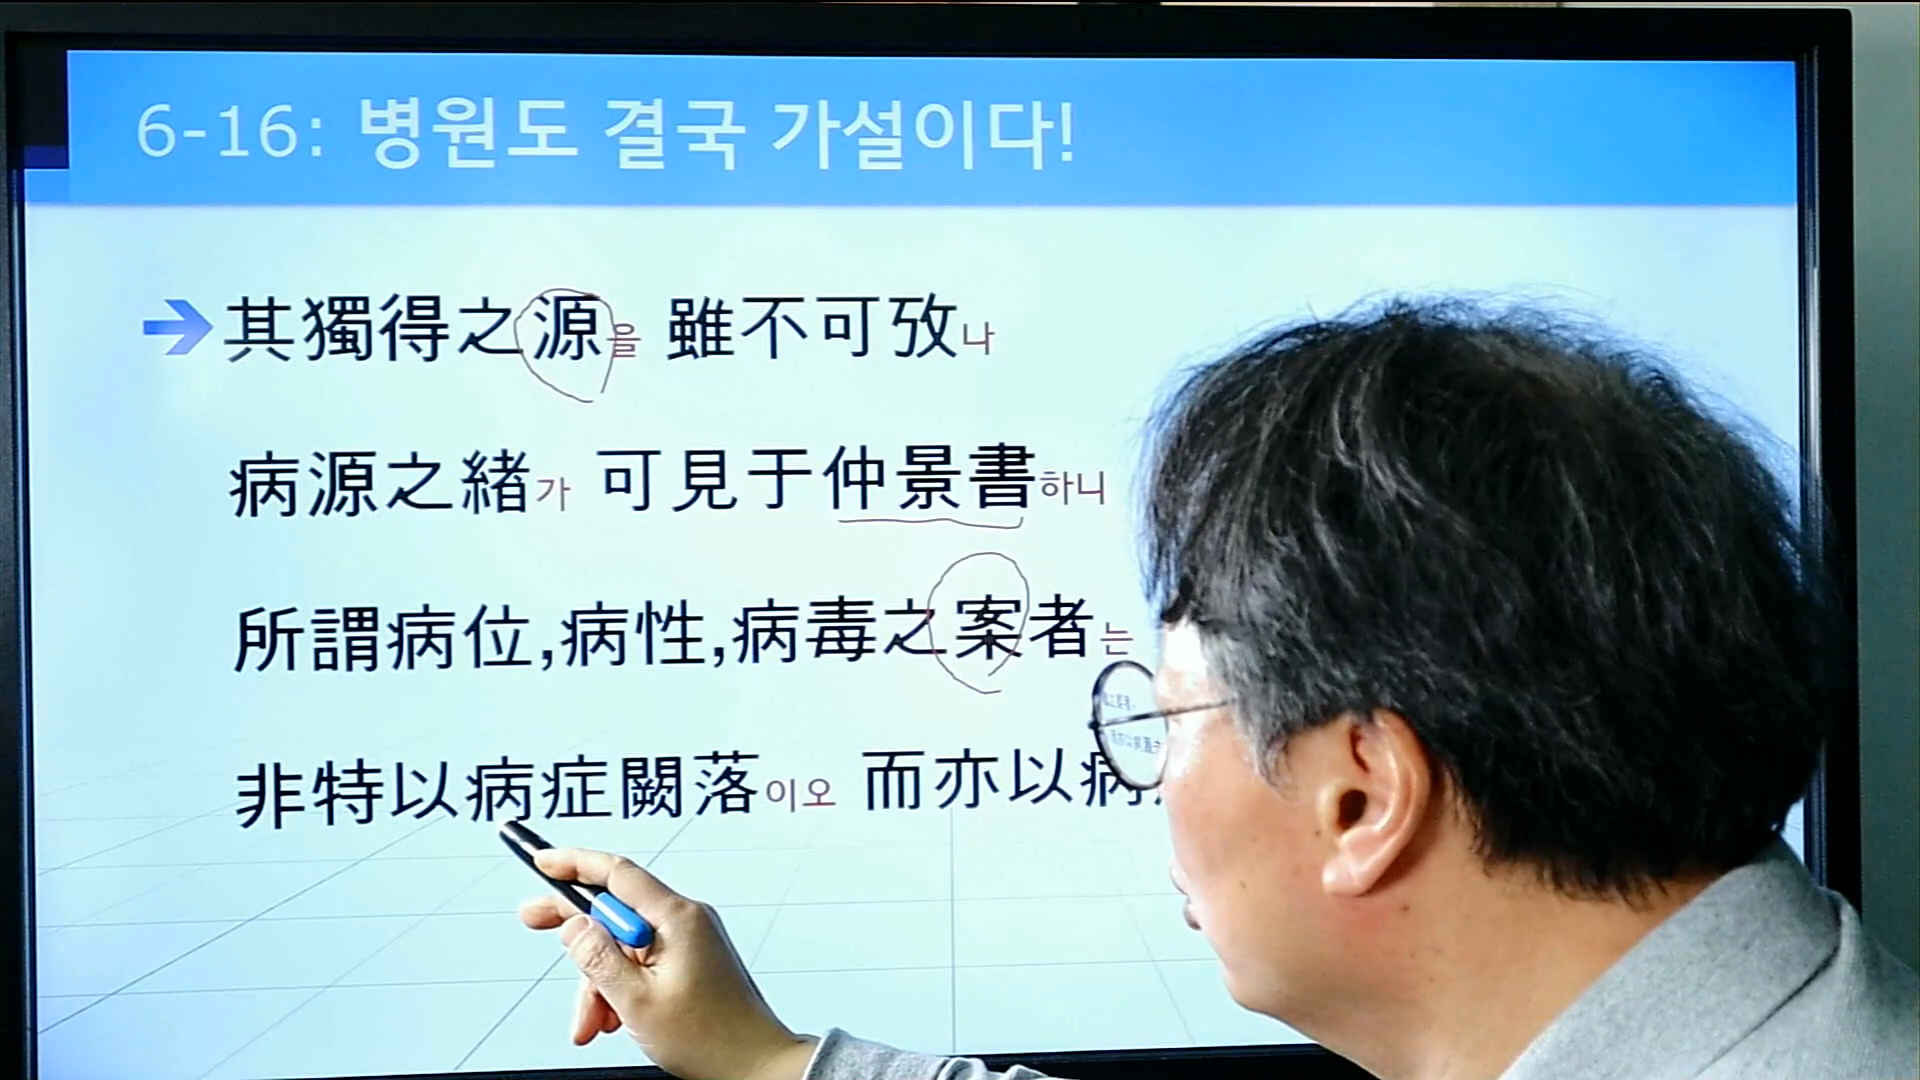 6-16: 병원도 결국 가설이다!
其獨得之源을 雖不可攷나
病源之緖가 可見于仲景書하니
所謂病位,病性,病毒之案者는
非特以病症闕落이오 而亦以病